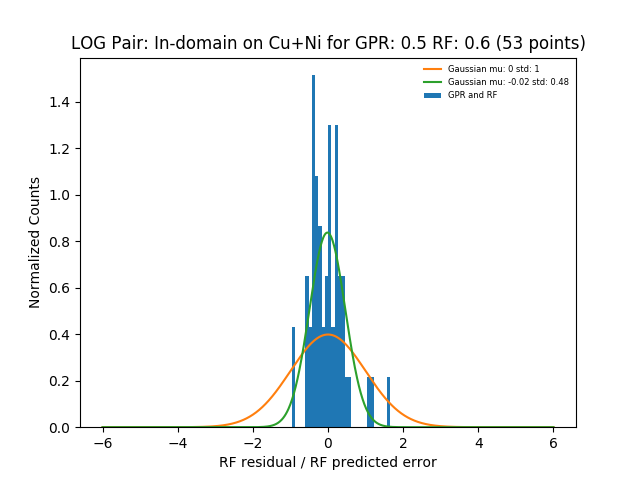 LOG Pair: In-domain on Cu+Ni for GPR: 0.5 RF: 0.6 (53 points)
Gaussian mu: 0 std: 1
Gaussian mu: -0.02 std: 0.48
GPR and RF
Normalized Counts
1.4
1.2
1.0
0.8
0.6
0.4
0.2
0.0
−6 −4 −2 0 2 4 6
RF residual / RF predicted error